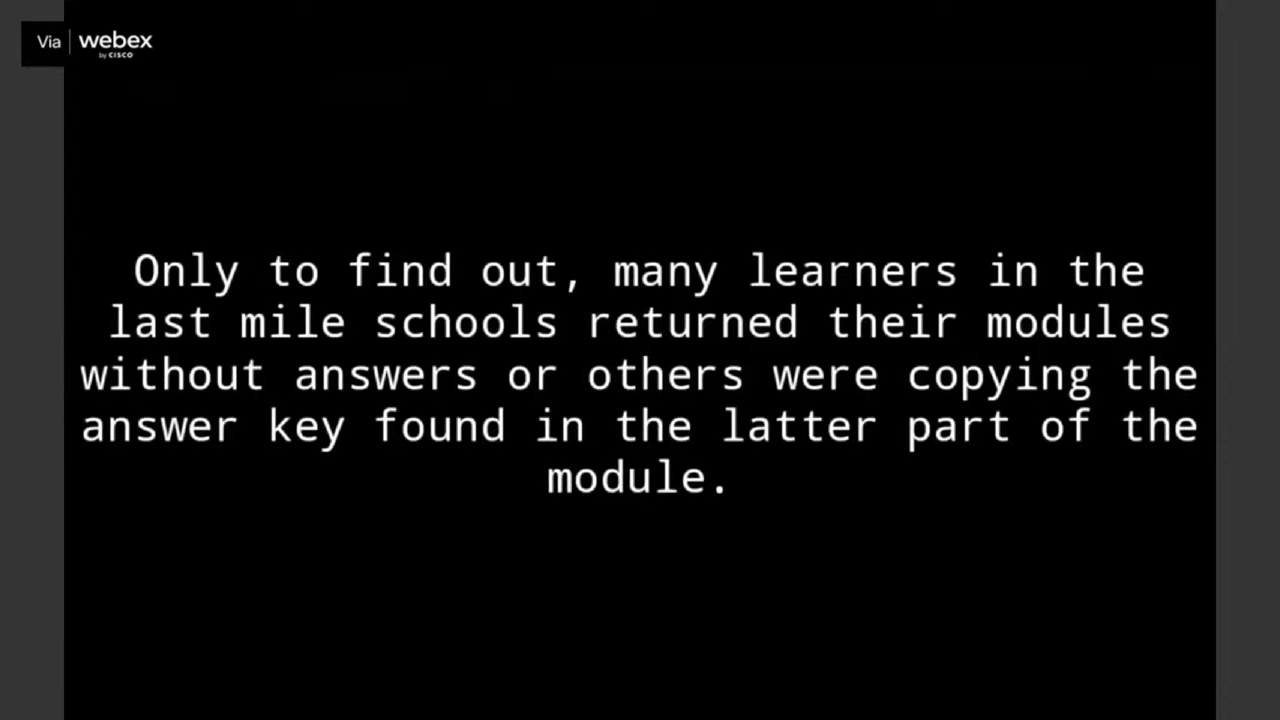 Via webex
by CISCO
Only to find out, many learners in the
last mile schools returned their modules
without answers or others were copying the
answer key found in the latter part of the
module.